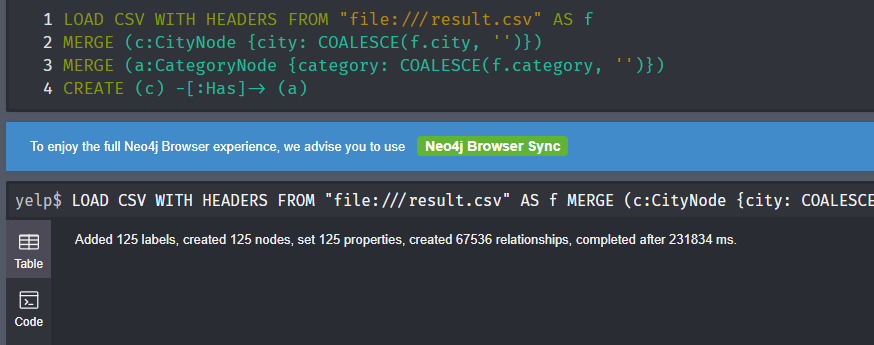 1 LOAD CSV WITH HEADERS FROM "file:///result.csv" AS f
2 MERGE (c:CityNode {city: COALESCE(f.city, '')})
3 MERGE (a:CategoryNode {category: COALESCE(f.category, '')})
4 CREATE (c) -[:Has]-> (a)
To enjoy the full Neo4j Browser experience, we advise you to use Neo4j Browser Sync
yelp$ LOAD CSV WITH HEADERS FROM "file:///result.csv" AS f MERGE (c:CityNode {city: COALESCE
Added 125 labels, created 125 nodes, set 125 properties, created 67536 relationships, completed after 231834 ms.
Table
Code